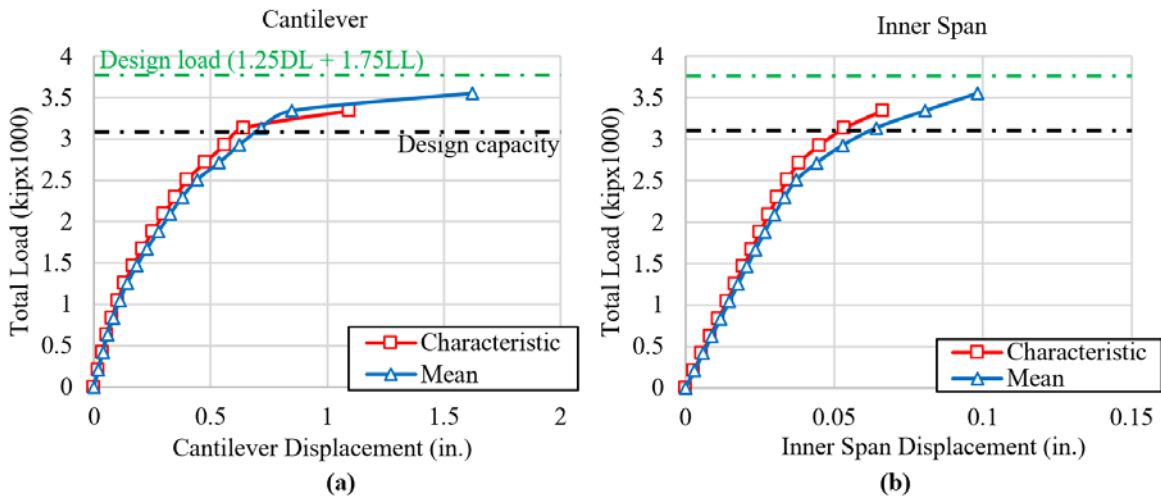 Cantilever
Design load (1.25DL + 1.75LL)
Design capacity
Total Load (kipx1000)
4
3.5
3
2.5
2
1.5
1
0.5
0
0
0.5
1
1.5
2
Characteristic
Mean
Cantilever Displacement (in.)
(a)
Inner Span
Total Load (kipx1000)
4
3.5
3
2.5
2
1.5
1
0.5
0
0
0.05
0.1
0.15
Characteristic
Mean
Inner Span Displacement (in.)
(b)